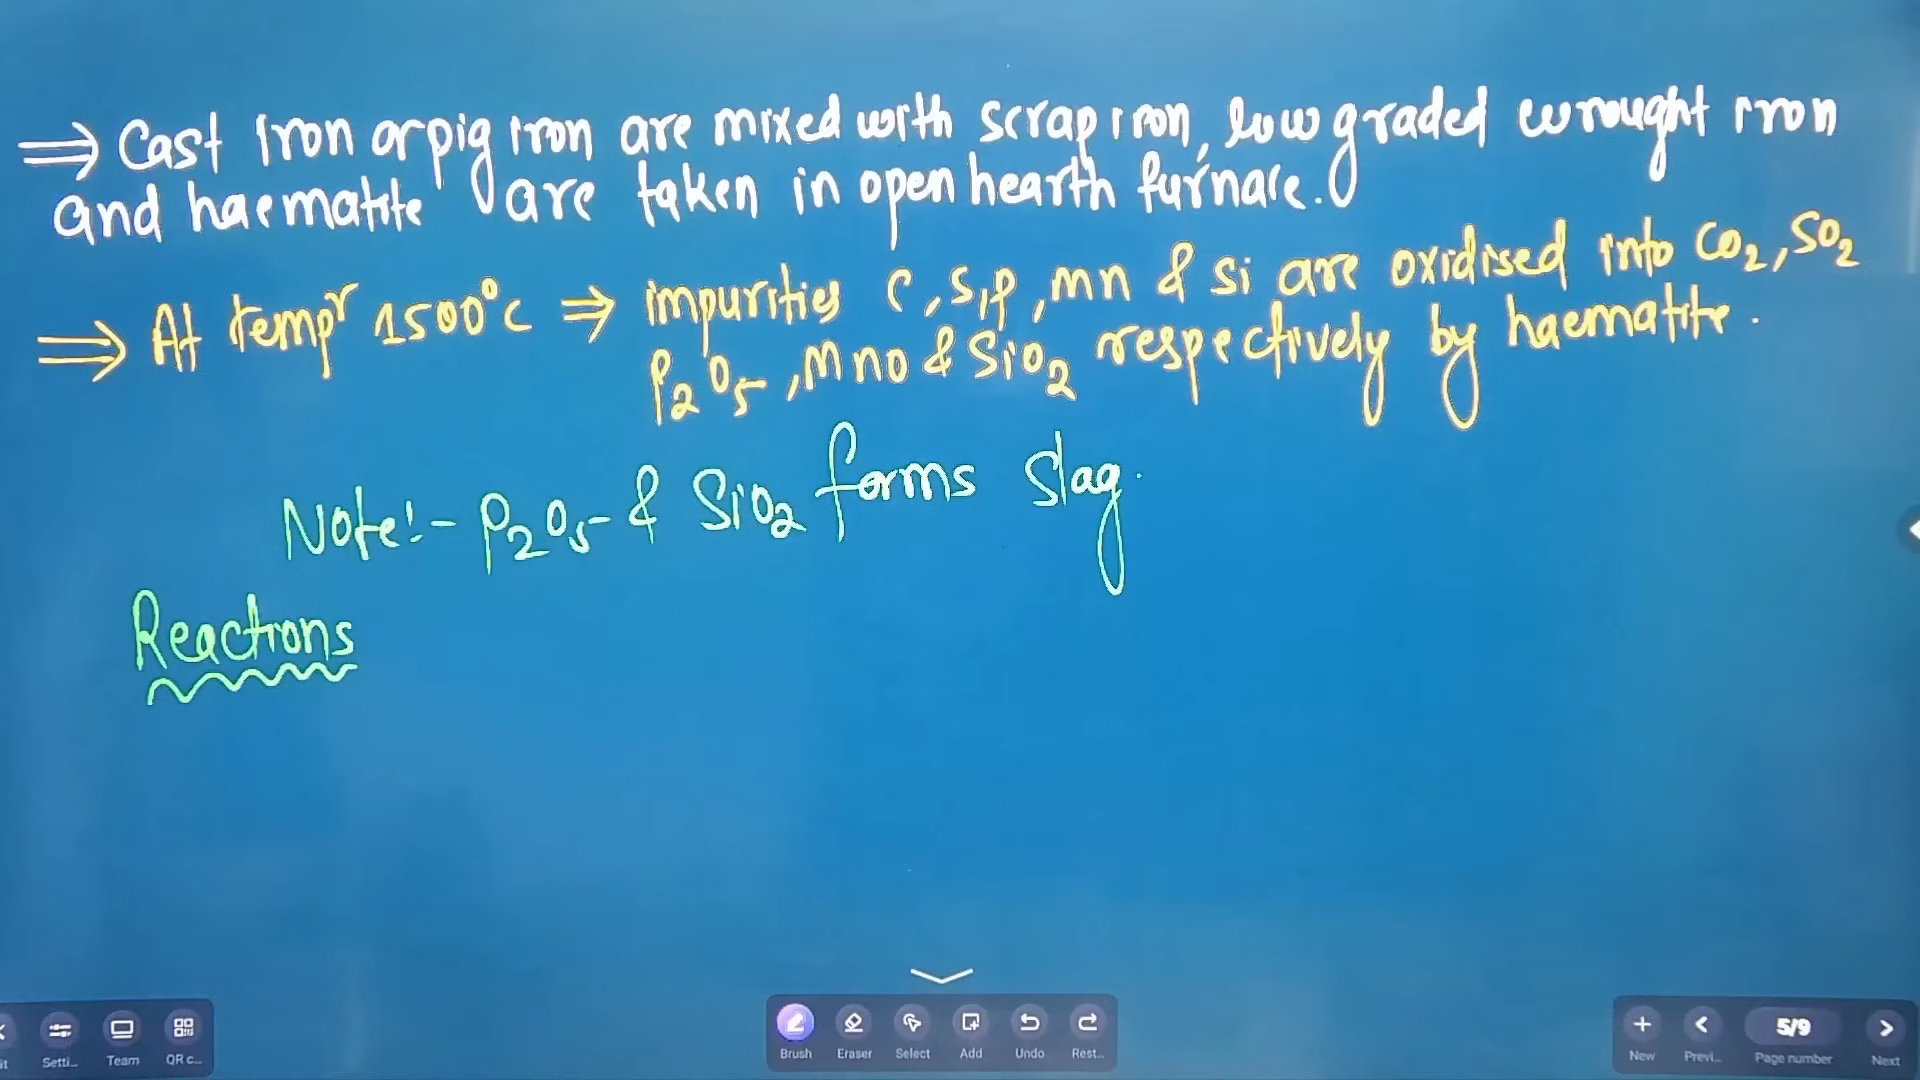 ⇒ Cast Iron or pig iron are mixed with scrap iron, low graded wrought iron
and haematite are taken in open hearth furnace.
⇒ At tempr 1500°c ⇒ impurities C, S, P, mn & Si are oxidised into CO2, SO2
P2O5, Mno & SiO2 respectively by haematite.
Note:- P2O5 & SiO2 forms slag.
Reactions
Setti... Team QR c...
Brush Eraser Select Add Undo Rest...
5/9
New Previ... Page number Next